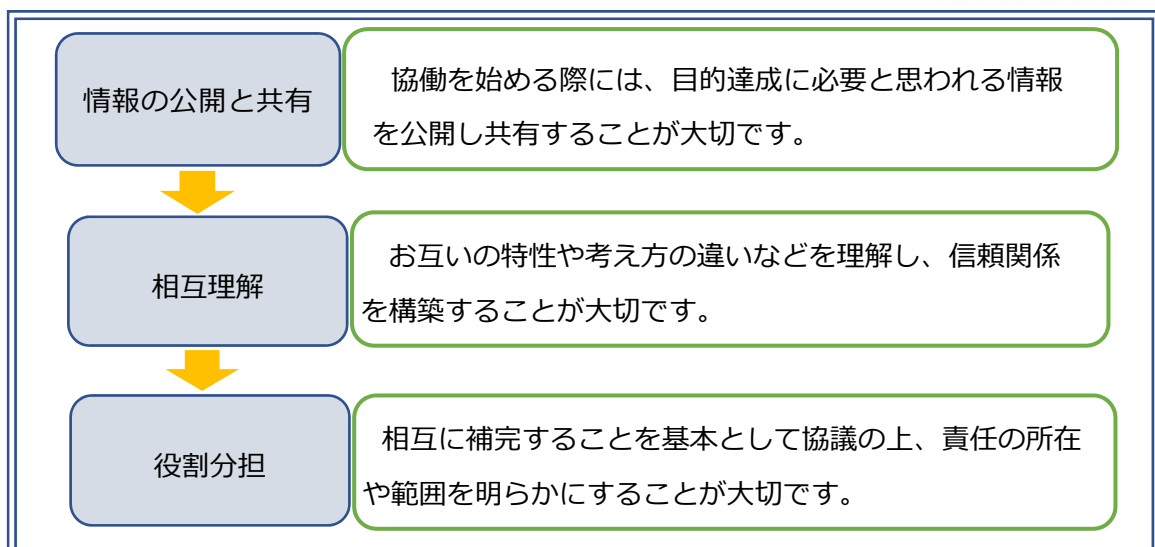 情報の公開と共有
協働を始める際には、目的達成に必要と思われる情報
を公開し共有することが大切です。
相互理解
お互いの特性や考え方の違いなどを理解し、信頼関係
を構築することが大切です。
役割分担
相互に補完することを基本として協議の上、責任の所在
や範囲を明らかにすることが大切です。